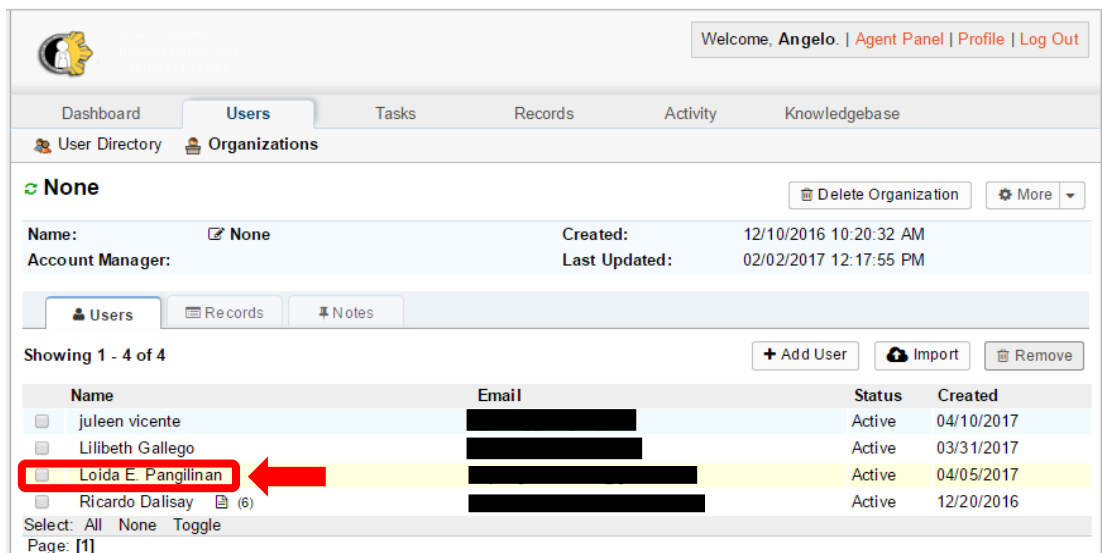 Welcome, Angelo. | Agent Panel | Profile | Log Out
Dashboard Users Tasks Records Activity Knowledgebase
User Directory Organizations
None
Delete Organization More
Name: None Created: 12/10/2016 10:20:32 AM
Account Manager: Last Updated: 02/02/2017 12:17:55 PM
Users Records Notes
Showing 1 - 4 of 4
Add User Import Remove
Name Email Status Created
juleen vicente Active 04/10/2017
Lilibeth Gallego Active 03/31/2017
Loida E. Pangilinan Active 04/05/2017
Ricardo Dalisay (6) Active 12/20/2016
Select: All None Toggle
Page: [1]